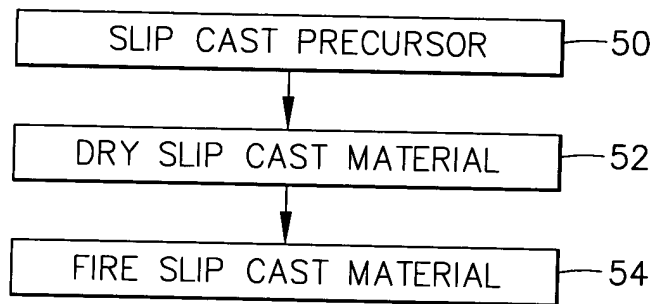 SLIP CAST PRECURSOR 50
DRY SLIP CAST MATERIAL 52
FIRE SLIP CAST MATERIAL 54